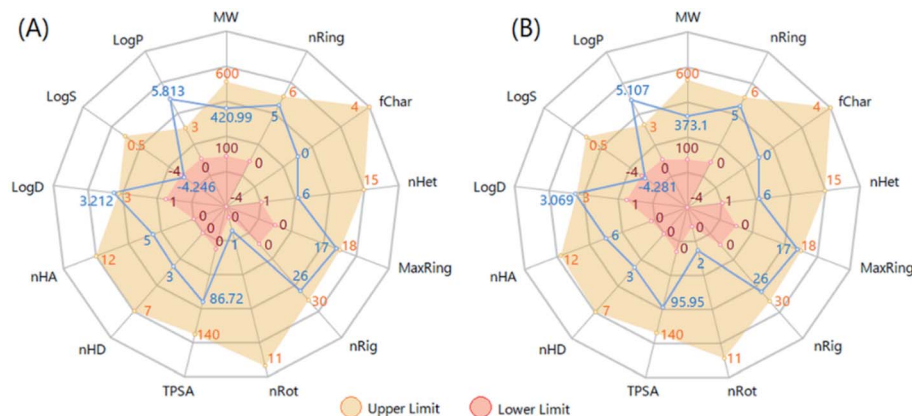 (A)
MW
nRing
fChar
nHet
MaxRing
nRig
nRot
TPSA
nHD
nHA
LogD
LogS
LogP
600
6
4
15
18
30
11
140
7
12
3
0.5
3
100
0
-4
1
0
0
0
0
0
0
1
-4
0
420.99
5
0
6
17
26
1
86.72
3
5
3.212
-4.246
5.813
(B)
MW
nRing
fChar
nHet
MaxRing
nRig
nRot
TPSA
nHD
nHA
LogD
LogS
LogP
600
6
4
15
18
30
11
140
7
12
3
0.5
3
100
0
-4
1
0
0
0
0
0
0
1
-4
0
373.1
5
0
6
17
26
2
95.95
3
6
3.069
-4.281
5.107
Upper Limit
Lower Limit